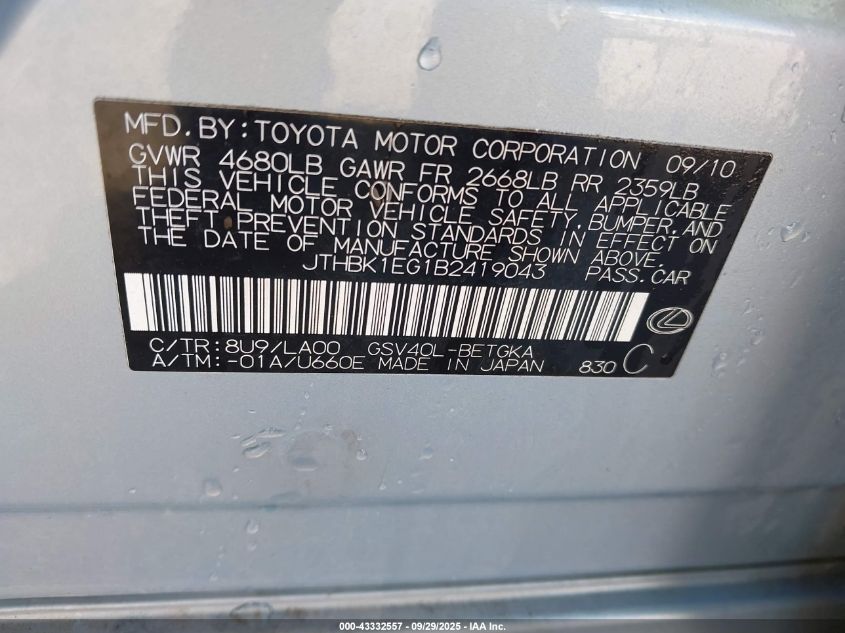 MFD. BY: TOYOTA MOTOR CORPORATION 09/10
GVWR 4680LB GAWR FR 2668LB RR 2359LB
THIS VEHICLE CONFORMS TO ALL APPLICABLE
FEDERAL MOTOR VEHICLE SAFETY, BUMPER, AND
THEFT PREVENTION STANDARDS IN EFFECT ON
THE DATE OF MANUFACTURE SHOWN ABOVE.
JTHBK1EG1B2419043 PASS. CAR
C/TR: 8U9/LA00 GSV40L-BETGKA
A/TM: -01A/U660E MADE IN JAPAN 830 C
000-43332557 - 09/29/2025 - IAA Inc.